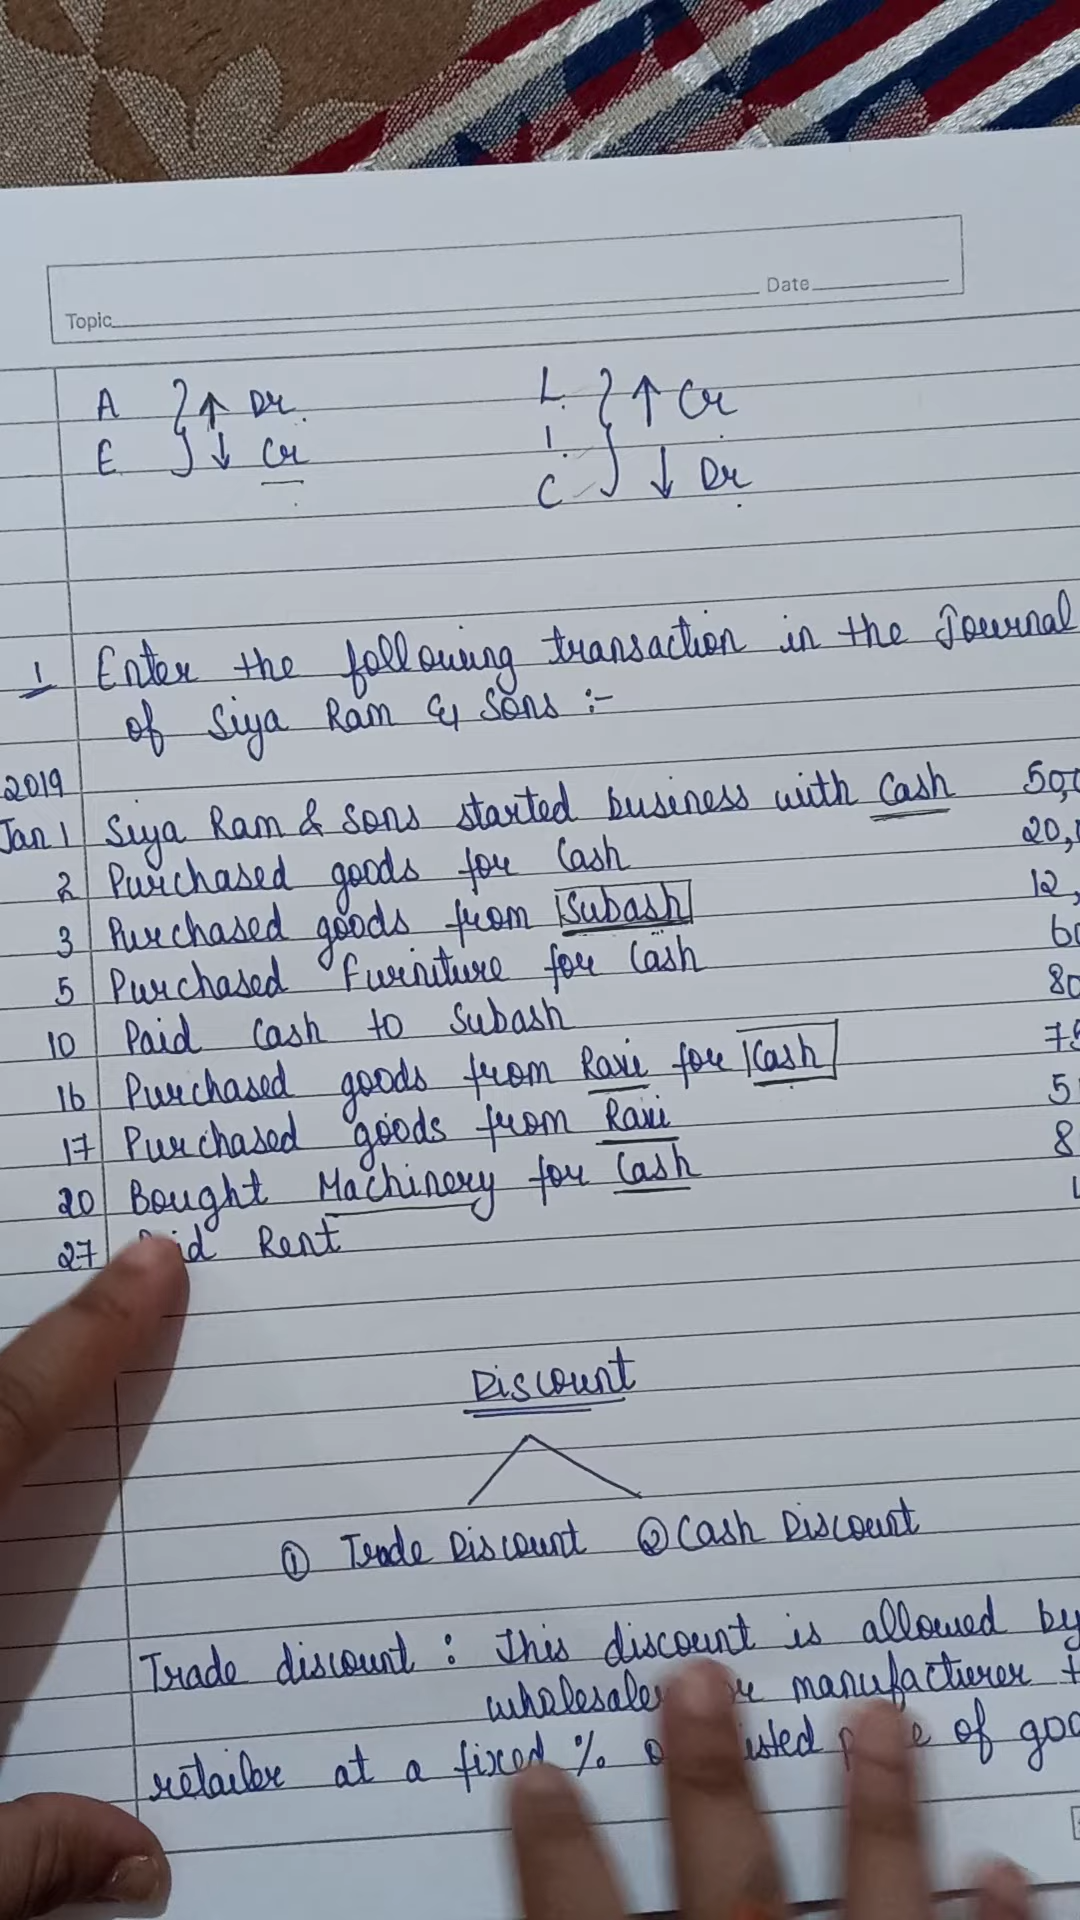 Topic Date
A ↑ Dr. L ↑ Cr
E ↓ Cr I
C ↓ Dr
1 Enter the following transaction in the Journal
of Siya Ram & Sons :-
2019
Jan 1 Siya Ram & Sons started business with Cash
2 Purchased goods for Cash
3 Purchased goods from Subash
5 Purchased Furniture for Cash
10 Paid Cash to Subash
16 Purchased goods from Ravi for Cash
17 Purchased goods from Ravi
20 Bought Machinery for Cash
27 Rent
Discount
① Trade Discount ② Cash Discount
Trade discount : This discount is allowed by
wholesaler manufacturer
retailer at a fixed % of